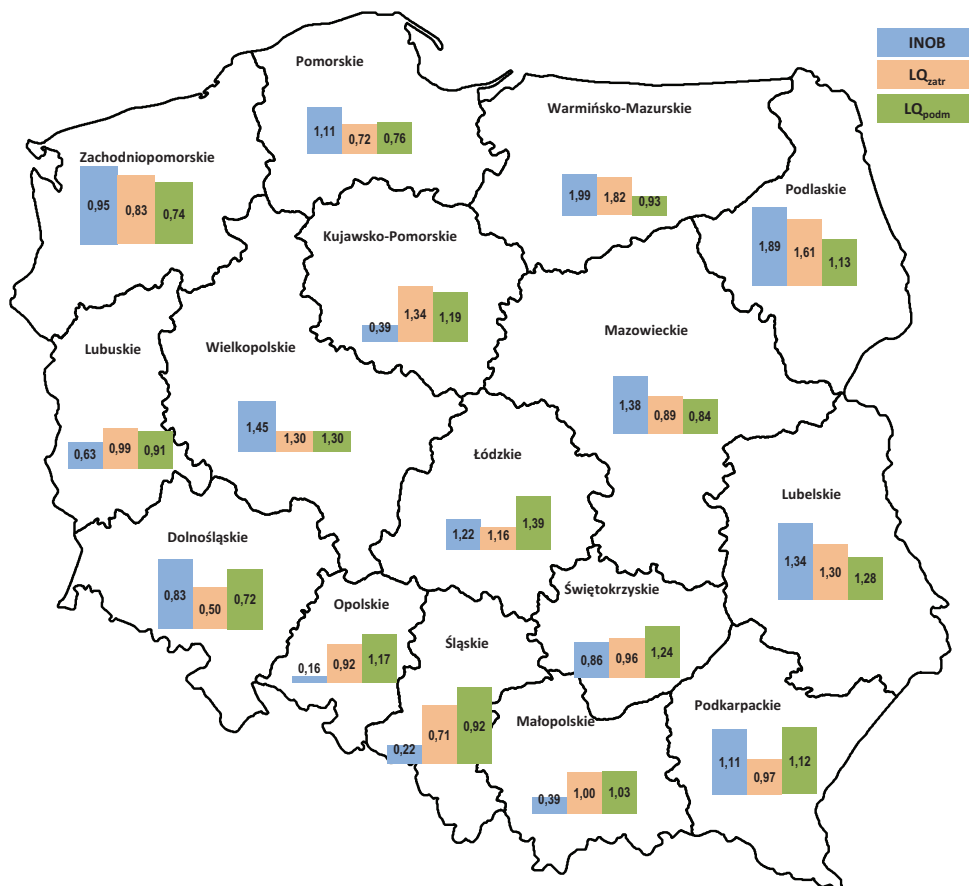 INOB
LQzatr
LQpodm
Pomorskie
1,11 0,72 0,76
Warmińsko-Mazurskie
1,99 1,82 0,93
Zachodniopomorskie
0,95 0,83 0,74
Podlaskie
1,89 1,61 1,13
Kujawsko-Pomorskie
0,39 1,34 1,19
Mazowieckie
1,38 0,89 0,84
Lubuskie
0,63 0,99 0,91
Wielkopolskie
1,45 1,30 1,30
Łódzkie
1,22 1,16 1,39
Lubelskie
1,34 1,30 1,28
Dolnośląskie
0,83 0,50 0,72
Opolskie
0,16 0,92 1,17
Śląskie
0,22 0,71 0,92
Świętokrzyskie
0,86 0,96 1,24
Małopolskie
0,39 1,00 1,03
Podkarpackie
1,11 0,97 1,12